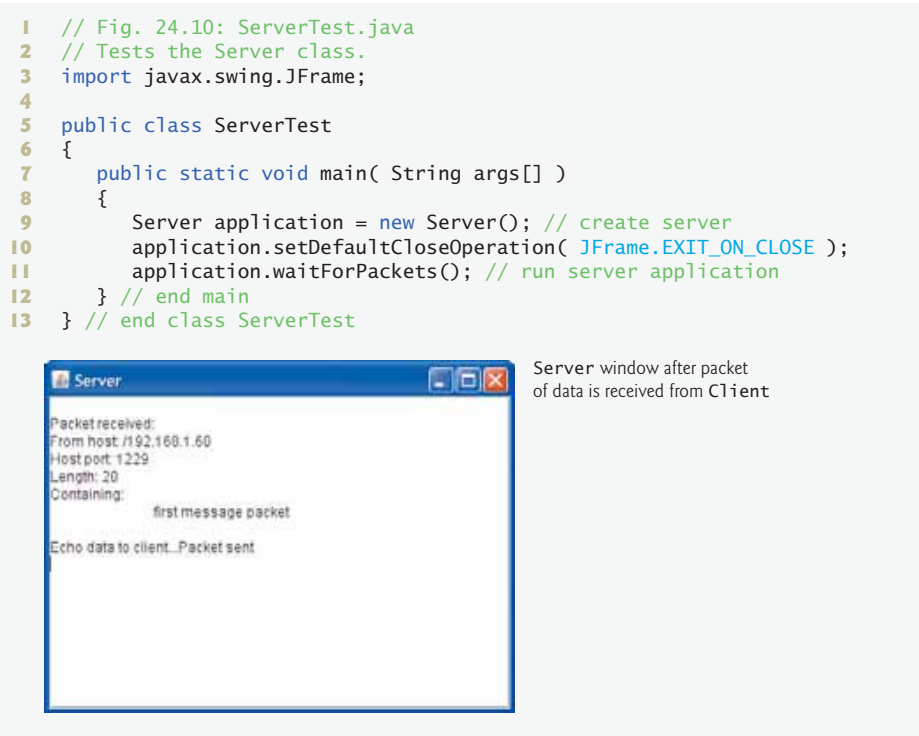 1 // Fig. 24.10: ServerTest.java
2 // Tests the Server class.
3 import javax.swing.JFrame;
4
5 public class ServerTest
6 {
7 public static void main( String args[] )
8 {
9 Server application = new Server(); // create server
10 application.setDefaultCloseOperation( JFrame.EXIT_ON_CLOSE );
11 application.waitForPackets(); // run server application
12 } // end main
13 } // end class ServerTest
Server
Packet received:
From host: /192.168.1.60
Host port: 1229
Length: 20
Containing:
first message packet
Echo data to client...Packet sent
Server window after packet
of data is received from Client